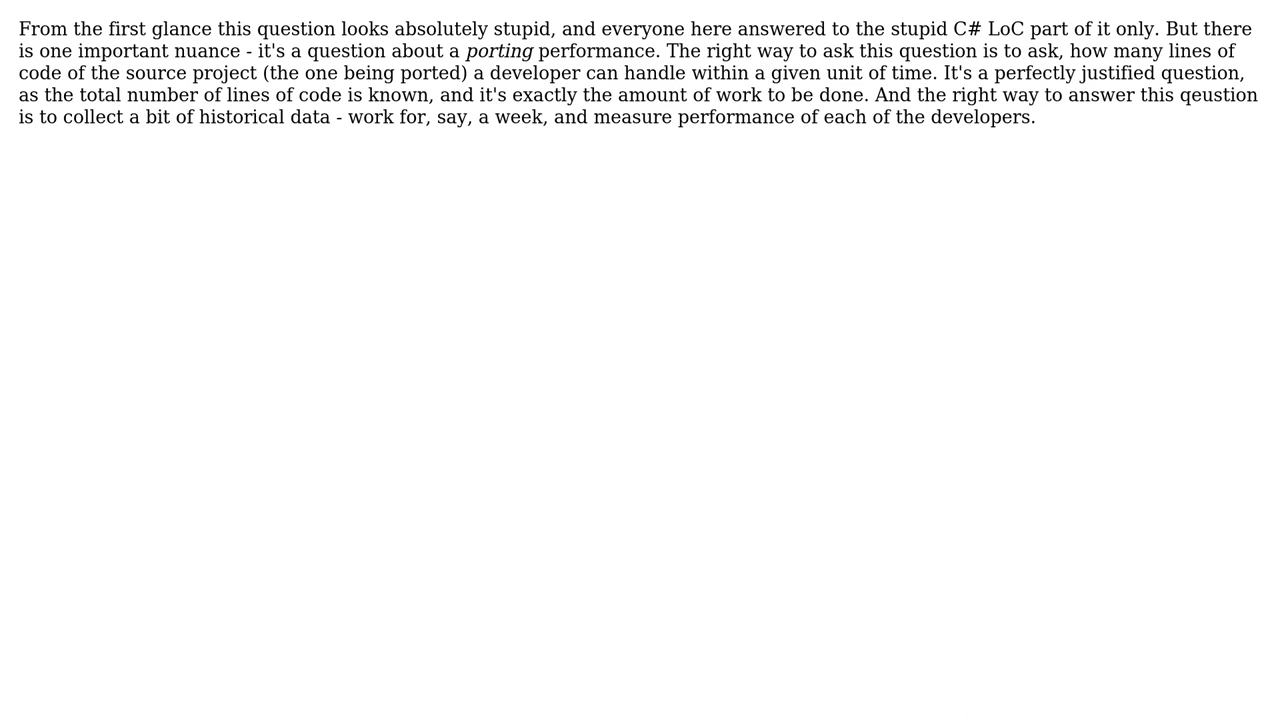 From the first glance this question looks absolutely stupid, and everyone here answered to the stupid C# LoC part of it only. But there
is one important nuance - it's a question about a porting performance. The right way to ask this question is to ask, how many lines of
code of the source project (the one being ported) a developer can handle within a given unit of time. It's a perfectly justified question,
as the total number of lines of code is known, and it's exactly the amount of work to be done. And the right way to answer this qeustion
is to collect a bit of historical data - work for, say, a week, and measure performance of each of the developers.